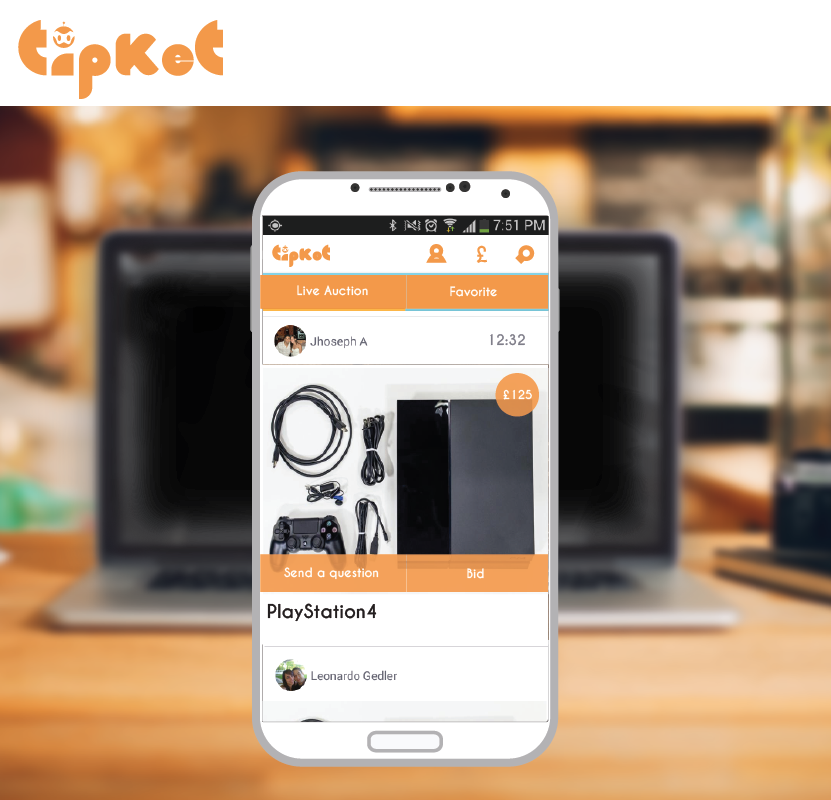 tipket
7:51 PM
tipket £
Live Auction Favorite
Jhoseph A 12:32
£125
Send a question Bid
PlayStation4
Leonardo Gedler